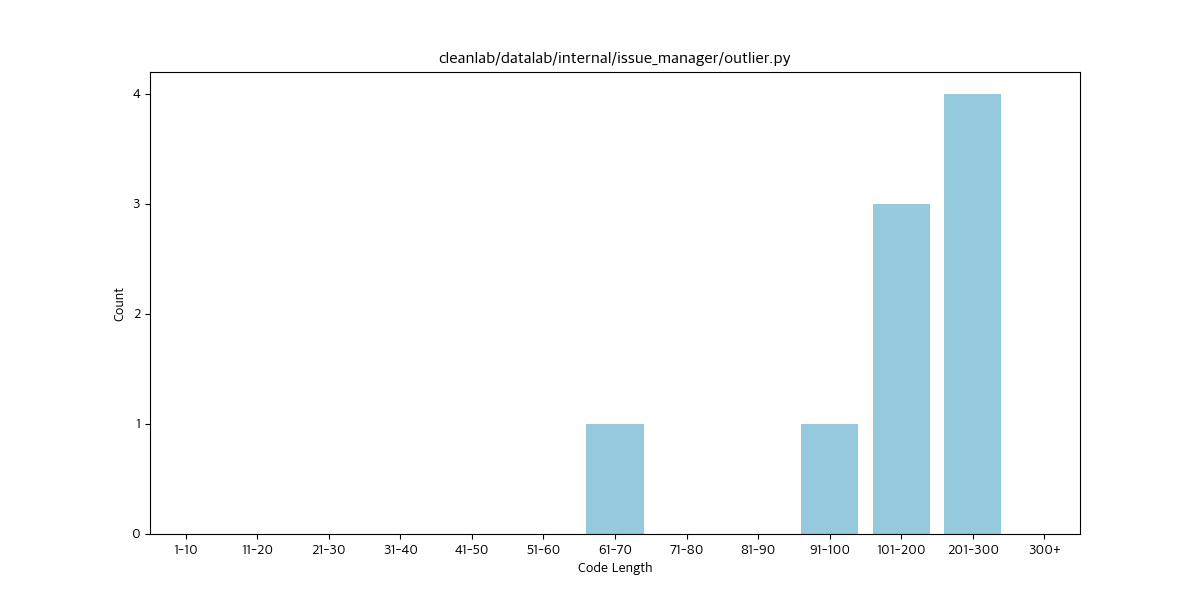 cleanlab/datalab/internal/issue_manager/outlier.py
4
3
Count
2
1
0
1-10 11-20 21-30 31-40 41-50 51-60 61-70 71-80 81-90 91-100 101-200 201-300 300+
Code Length